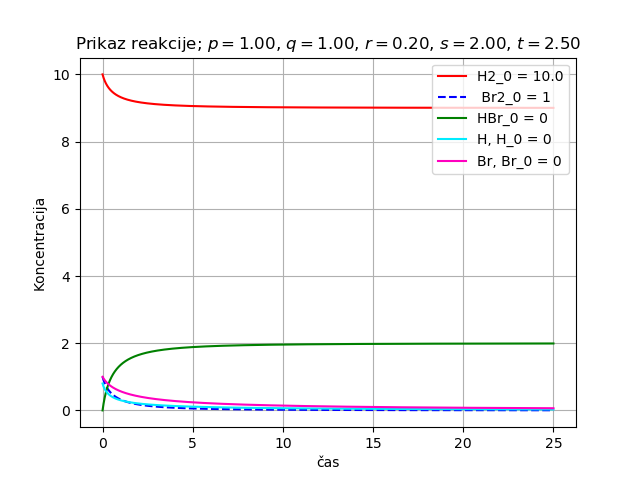 Prikaz reakcije; p = 1.00, q = 1.00, r = 0.20, s = 2.00, t = 2.50
H2_0 = 10.0
Br2_0 = 1
HBr_0 = 0
H, H_0 = 0
Br, Br_0 = 0
Koncentracija
10
8
6
4
2
0
0 5 10 15 20 25
čas